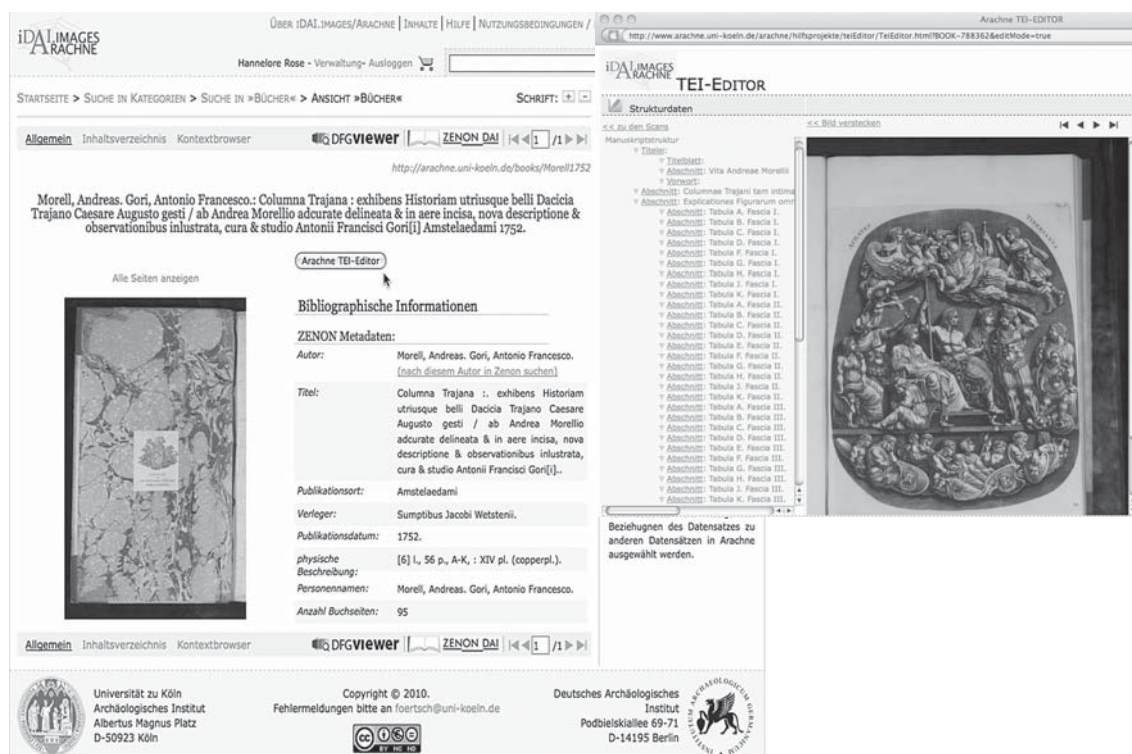 iDAI.IMAGES
ARACHNE
ÜBER IDAI.IMAGES/ARACHNE | INHALTE | HILFE | NUTZUNGSBEDINGUNGEN /
Hannelore Rose - Verwaltung- Ausloggen
STARTSEITE > SUCHE IN KATEGORIEN > SUCHE IN »BÜCHER« > ANSICHT »BÜCHER«
SCHRIFT: + -
Allgemein Inhaltsverzeichnis Kontextbrowser
DFGviewer ZENON DAI 1 /1
http://arachne.uni-koeln.de/books/Morell1752
Morell, Andreas. Gori, Antonio Francesco.: Columna Trajana : exhibens Historiam utriusque belli Dacicia
Trajano Caesare Augusto gesti / ab Andrea Morellio adcurate delineata & in aere incisa, nova descriptione &
observationibus inlustrata, cura & studio Antonii Francisci Gori[i] Amstelaedami 1752.
Alle Seiten anzeigen
Arachne TEI-Editor
Bibliographische Informationen
ZENON Metadaten:
Autor: Morell, Andreas. Gori, Antonio Francesco.
(nach diesem Autor in Zenon suchen)
Titel: Columna Trajana :. exhibens Historiam
utriusque belli Dacicia Trajano Caesare
Augusto gesti / ab Andrea Morellio
adcurate delineata & in aere incisa, nova
descriptione & observationibus inlustrata,
cura & studio Antonii Francisci Gori[i]..
Publikationsort: Amstelaedami
Verleger: Sumptibus Jacobi Wetstenii.
Publikationsdatum: 1752.
physische
Beschreibung: [6] l., 56 p., A-K, : XIV pl. (copperpl.).
Personennamen: Morell, Andreas. Gori, Antonio Francesco.
Anzahl Buchseiten: 95
Allgemein Inhaltsverzeichnis Kontextbrowser
DFGviewer ZENON DAI 1 /1
Universität zu Köln
Archäologisches Institut
Albertus Magnus Platz
D-50923 Köln
Copyright © 2010.
Fehlermeldungen bitte an foertsch@uni-koeln.de
CC BY NC ND
Deutsches Archäologisches
Institut
Podbielskiallee 69-71
D-14195 Berlin
Arachne TEI-EDITOR
http://www.arachne.uni-koeln.de/arachne/hilfsprojekte/teiEditor/TeiEditor.html?BOOK-788362&editMode=true
iDAI.IMAGES
ARACHNE
TEI-EDITOR
Strukturdaten
<< zu den Scans
<< Bild verstecken
Manuskriptstruktur
Titelei:
Titelblatt:
Abschnitt: Vita Andreae Morellii
Vorwort:
Abschnitt: Columnae Trajani tam intima
Abschnitt: Explicationes Figurarum omn
Abschnitt: Tabula A. Fascia I.
Abschnitt: Tabula B. Fascia I.
Abschnitt: Tabula C. Fascia I.
Abschnitt: Tabula D. Fascia I.
Abschnitt: Tabula F. Fascia I.
Abschnitt: Tabula G. Fascia I.
Abschnitt: Tabula H. Fascia I.
Abschnitt: Tabula J. Fascia I.
Abschnitt: Tabula K. Fascia I.
Abschnitt: Tabula A. Fascia II.
Abschnitt: Tabula B. Fascia II.
Abschnitt: Tabula C. Fascia II.
Abschnitt: Tabula D. Fascia II.
Abschnitt: Tabula E. Fascia II.
Abschnitt: Tabula F. Fascia II.
Abschnitt: Tabula G. Fascia II.
Abschnitt: Tabula H. Fascia II.
Abschnitt: Tabula J. Fascia II.
Abschnitt: Tabula K. Fascia II.
Abschnitt: Tabula A. Fascia III.
Abschnitt: Tabula B. Fascia III.
Abschnitt: Tabula C. Fascia III.
Abschnitt: Tabula D. Fascia III.
Abschnitt: Tabula E. Fascia III.
Abschnitt: Tabula F. Fascia III.
Abschnitt: Tabula G. Fascia III.
Abschnitt: Tabula H. Fascia III.
Abschnitt: Tabula J. Fascia III.
Abschnitt: Tabula K. Fascia III.
Beziehugnen des Datensatzes zu
anderen Datensätzen in Arachne
ausgewählt werden.